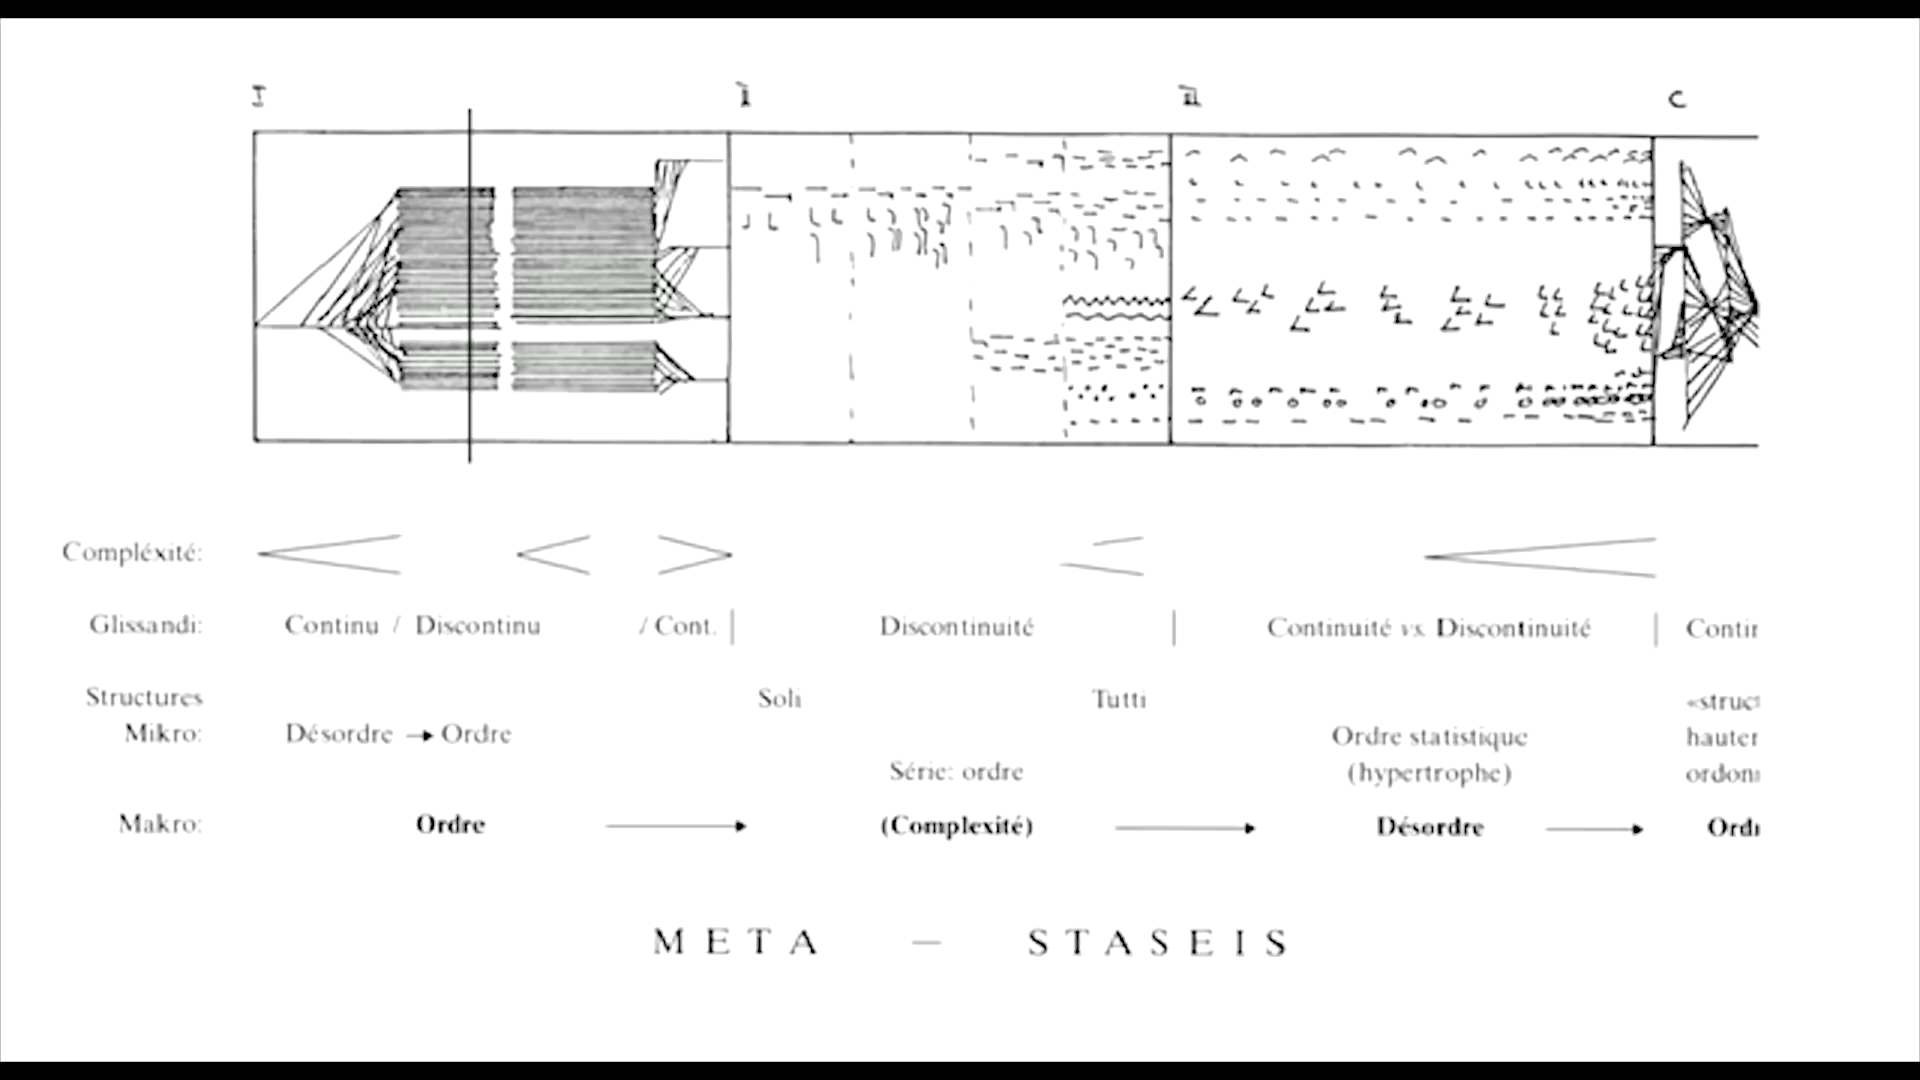 I II III C
Compléxité:
Glissandi: Continu / Discontinu / Cont. | Discontinuité | Continuité vs. Discontinuité | Contin
Structures Soli Tutti «struct
Mikro: Désordre → Ordre Ordre statistique hauter
Série: ordre (hypertrophe) ordon
Makro: Ordre → (Complexité) → Désordre → Ord
META — STASEIS